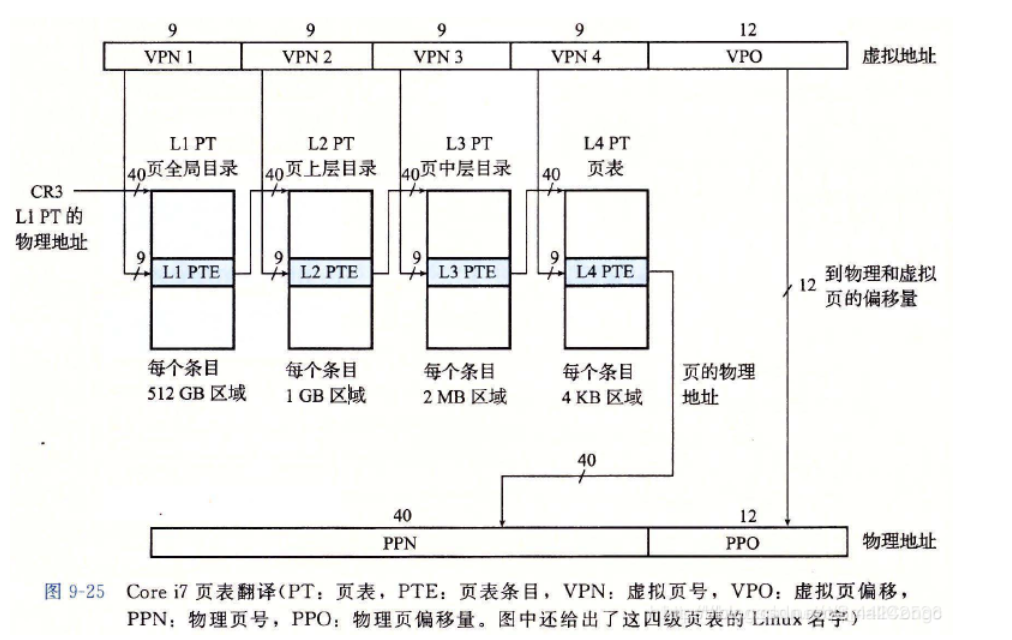 9 9 9 9 12
VPN 1 VPN 2 VPN 3 VPN 4 VPO 虚拟地址
L1 PT L2 PT L3 PT L4 PT
页全局目录 页上层目录 页中层目录 页表
40 40 40 40
CR3
L1 PT 的
物理地址
9 9 9 9
L1 PTE L2 PTE L3 PTE L4 PTE
12 到物理和虚拟
页的偏移量
每个条目 每个条目 每个条目 每个条目
512 GB 区域 1 GB 区域 2 MB 区域 4 KB 区域
页的物理
地址
40
40 12
PPN PPO 物理地址
图 9-25 Core i7 页表翻译(PT：页表，PTE：页表条目，VPN：虚拟页号，VPO：虚拟页偏移，
PPN：物理页号，PPO：物理页偏移量。图中还给出了这四级页表的 Linux 名字)